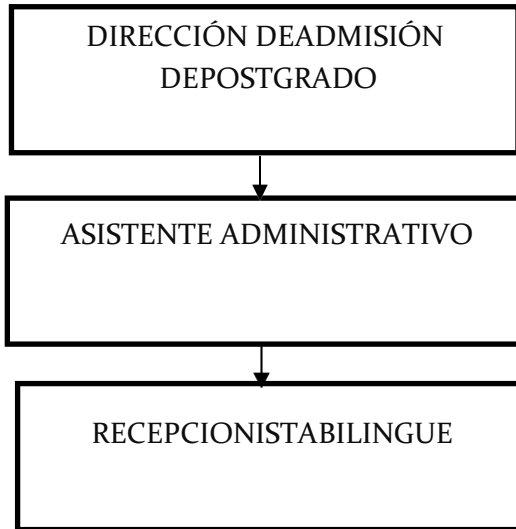 DIRECCIÓN DEADMISIÓN
DEPOSTGRADO
ASISTENTE ADMINISTRATIVO
RECEPCIONISTABILINGUE